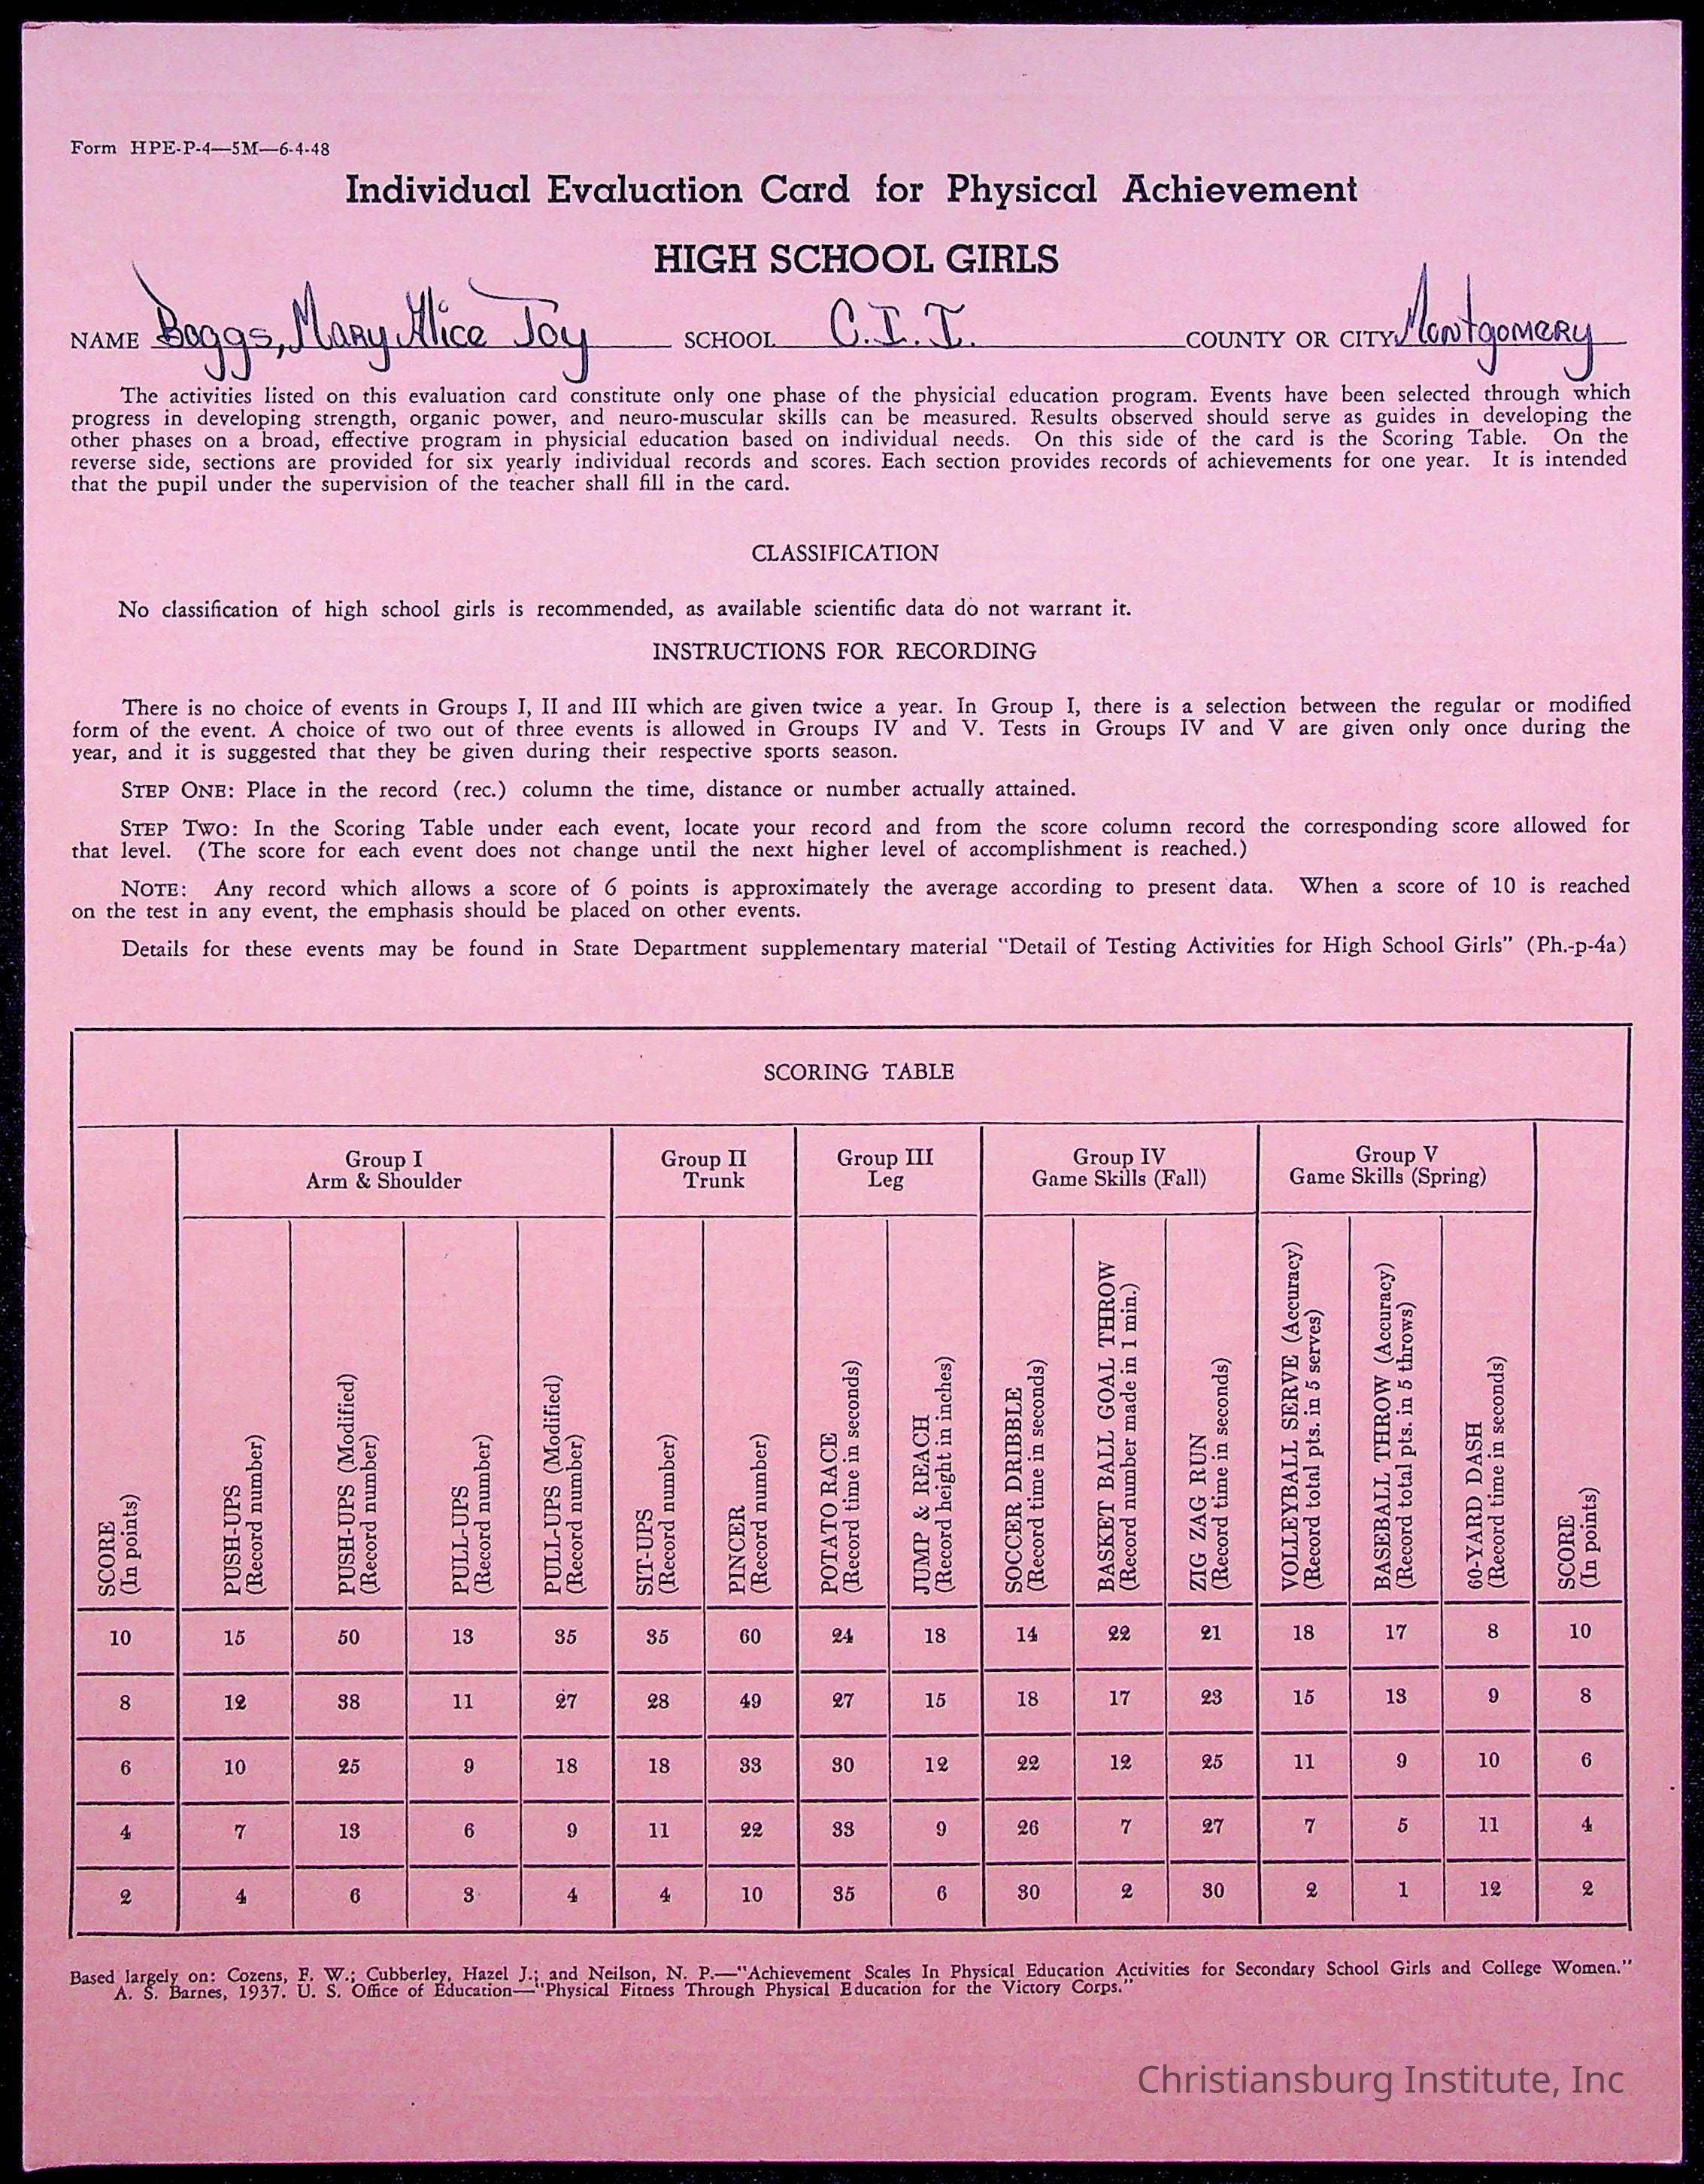 Form HPE-P-4—5M—6-4-48
Individual Evaluation Card for Physical Achievement
HIGH SCHOOL GIRLS
NAME Boggs, Mary Alice Joy SCHOOL C.I.I. COUNTY OR CITY Montgomery
The activities listed on this evaluation card constitute only one phase of the physicial education program. Events have been selected through which
progress in developing strength, organic power, and neuro-muscular skills can be measured. Results observed should serve as guides in developing the
other phases on a broad, effective program in physicial education based on individual needs. On this side of the card is the Scoring Table. On the
reverse side, sections are provided for six yearly individual records and scores. Each section provides records of achievements for one year. It is intended
that the pupil under the supervision of the teacher shall fill in the card.
CLASSIFICATION
No classification of high school girls is recommended, as available scientific data do not warrant it.
INSTRUCTIONS FOR RECORDING
There is no choice of events in Groups I, II and III which are given twice a year. In Group I, there is a selection between the regular or modified
form of the event. A choice of two out of three events is allowed in Groups IV and V. Tests in Groups IV and V are given only once during the
year, and it is suggested that they be given during their respective sports season.
STEP ONE: Place in the record (rec.) column the time, distance or number actually attained.
STEP TWO: In the Scoring Table under each event, locate your record and from the score column record the corresponding score allowed for
that level. (The score for each event does not change until the next higher level of accomplishment is reached.)
NOTE: Any record which allows a score of 6 points is approximately the average according to present data. When a score of 10 is reached
on the test in any event, the emphasis should be placed on other events.
Details for these events may be found in State Department supplementary material "Detail of Testing Activities for High School Girls" (Ph.-p-4a)
SCORING TABLE
Group I Group II Group III Group IV Group V
Arm & Shoulder Trunk Leg Game Skills (Fall) Game Skills (Spring)
SCORE
(In points)
PUSH-UPS
(Record number)
PUSH-UPS (Modified)
(Record number)
PULL-UPS
(Record number)
PULL-UPS (Modified)
(Record number)
SIT-UPS
(Record number)
PINCER
(Record number)
POTATO RACE
(Record time in seconds)
JUMP & REACH
(Record height in inches)
SOCCER DRIBBLE
(Record time in seconds)
BASKET BALL GOAL THROW
(Record number made in 1 min.)
ZIG ZAG RUN
(Record time in seconds)
VOLLEYBALL SERVE (Accuracy)
(Record total pts. in 5 serves)
BASEBALL THROW (Accuracy)
(Record total pts. in 5 throws)
60-YARD DASH
(Record time in seconds)
SCORE
(In points)
10 15 50 13 35 35 60 24 18 14 22 21 18 17 8 10
8 12 38 11 27 28 49 27 15 18 17 23 15 13 9 8
6 10 25 9 18 18 33 30 12 22 12 25 11 9 10 6
4 7 13 6 9 11 22 33 9 26 7 27 7 5 11 4
2 4 6 3 4 4 10 35 6 30 2 30 2 1 12 2
Based largely on: Cozens, F. W.; Cubberley, Hazel J.; and Neilson, N. P.—"Achievement Scales In Physical Education Activities for Secondary School Girls and College Women."
A. S. Barnes, 1937. U. S. Office of Education—"Physical Fitness Through Physical Education for the Victory Corps."
Christiansburg Institute, Inc